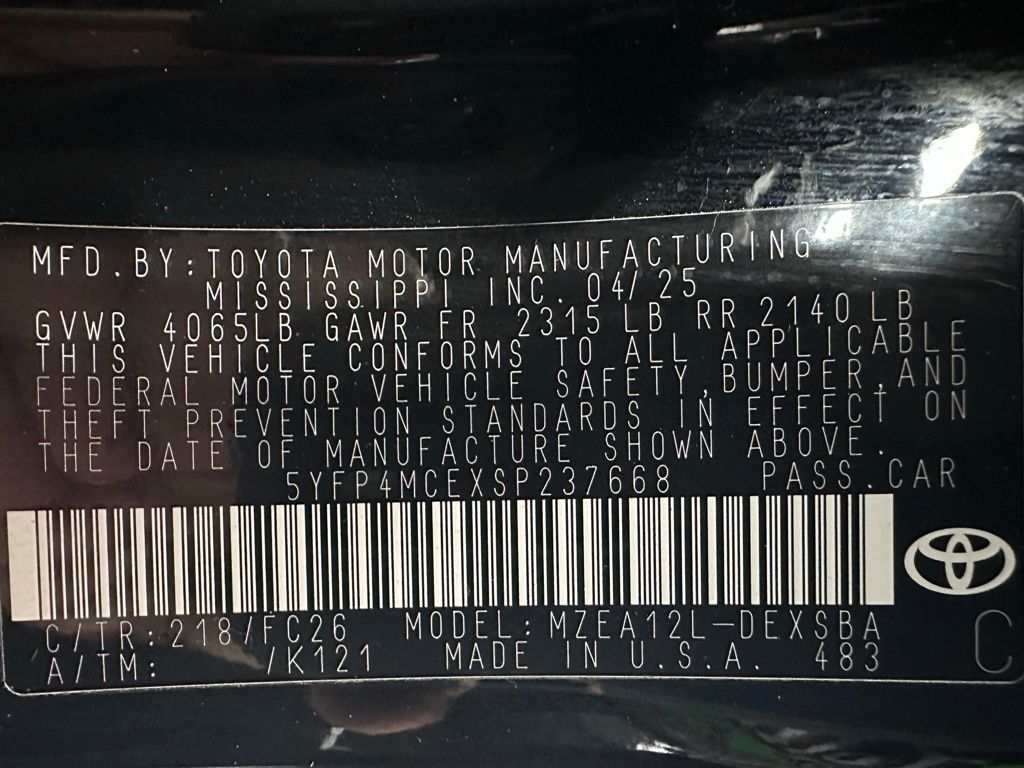 MFD.BY:TOYOTA MOTOR MANUFACTURING
MISSISSIPPI INC. 04/25
GVWR 4065LB GAWR FR 2315 LB RR 2140 LB
THIS VEHICLE CONFORMS TO ALL APPLICABLE
FEDERAL MOTOR VEHICLE SAFETY,BUMPER,AND
THEFT PREVENTION STANDARDS IN EFFECT ON
THE DATE OF MANUFACTURE SHOWN ABOVE.
5YFP4MCEXSP237668 PASS.CAR
C/TR:218/FC26 MODEL:MZEA12L-DEXSBA
A/TM: /K121 MADE IN U.S.A. 483
C